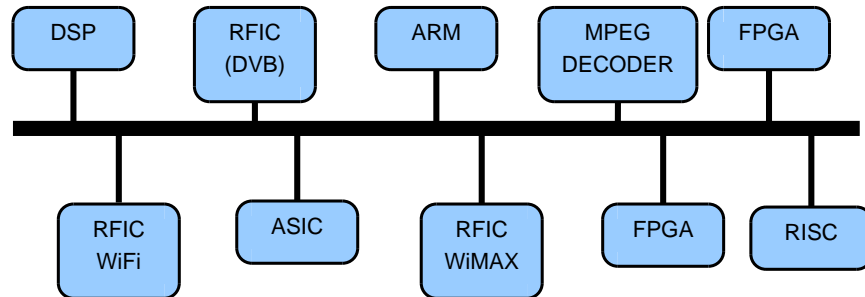 DSP
RFIC
(DVB)
ARM
MPEG
DECODER
FPGA
RFIC
WiFi
ASIC
RFIC
WiMAX
FPGA
RISC